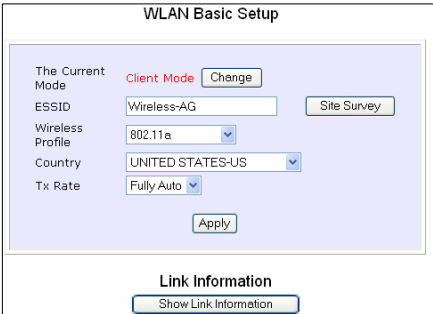 WLAN Basic Setup
The Current Mode Client Mode Change
ESSID Wireless-AG Site Survey
Wireless Profile 802.11a
Country UNITED STATES-US
Tx Rate Fully Auto
Apply
Link Information
Show Link Information